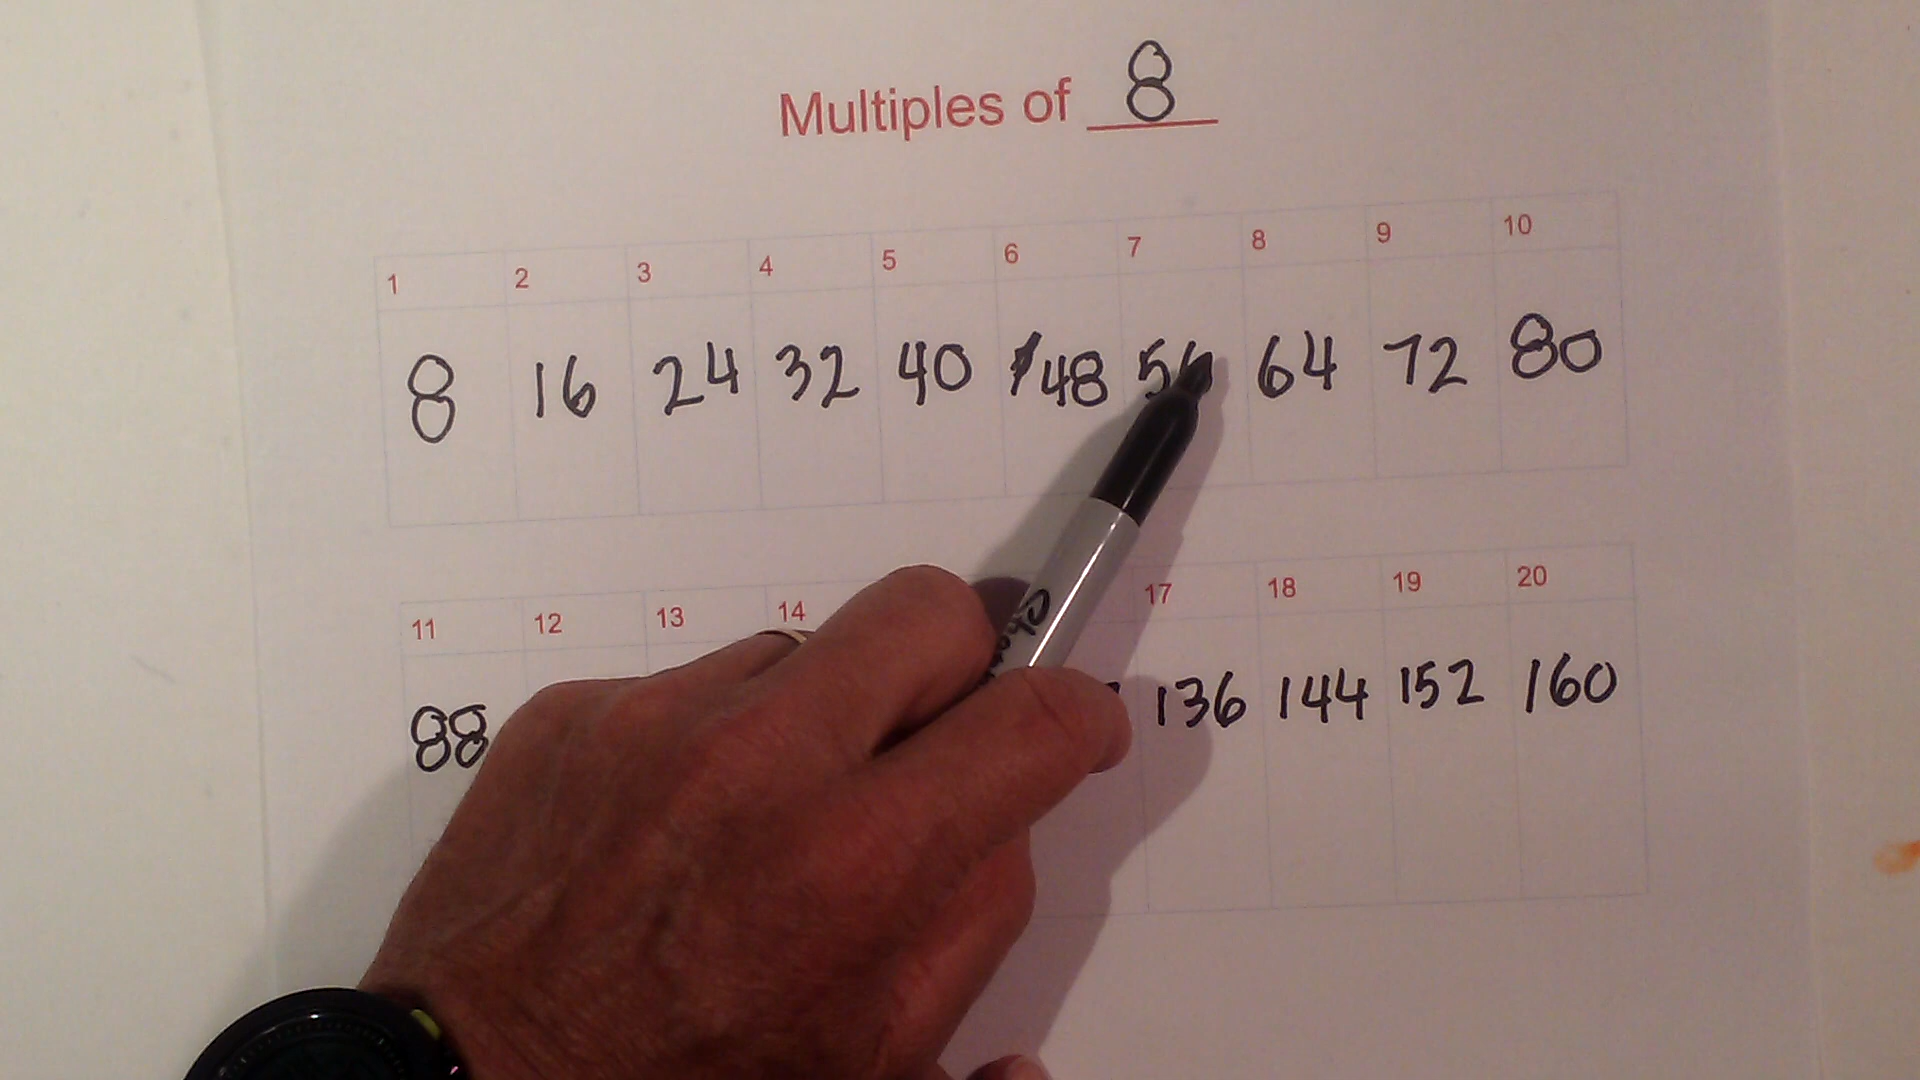 Multiples of 8
1 2 3 4 5 6 7 8 9 10
8 16 24 32 40 48 56 64 72 80
11 12 13 14 17 18 19 20
88 136 144 152 160